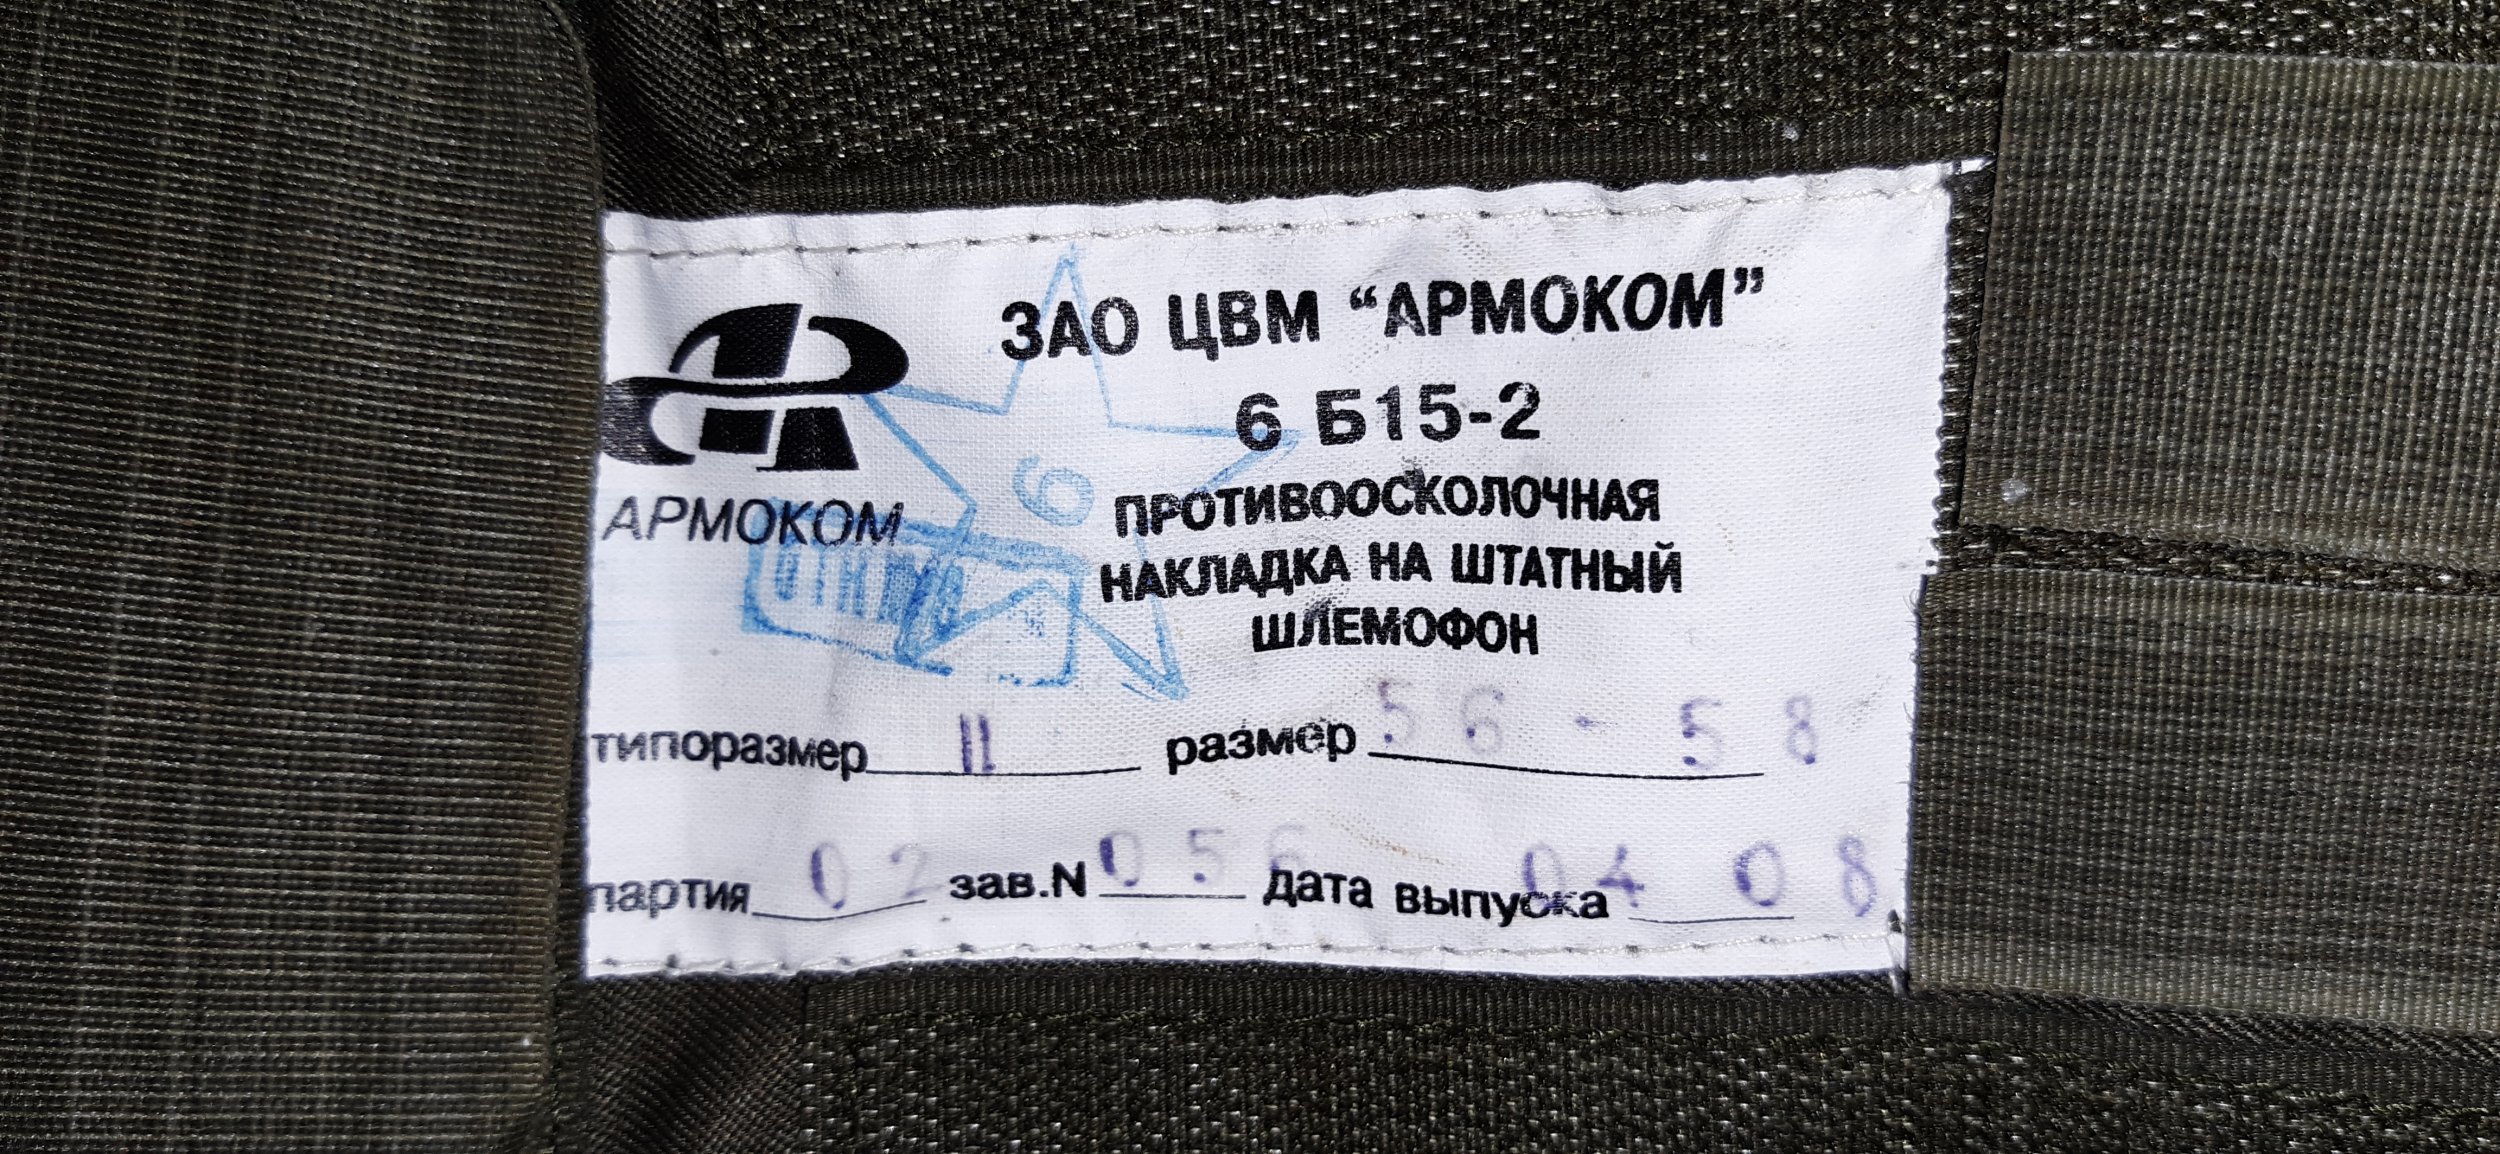 ЗАО ЦВМ “АРМОКОМ”
6 Б15-2
АРМОКОМ
6
ПРОТИВООСКОЛОЧНАЯ
НАКЛАДКА НА ШТАТНЫЙ
ШЛЕМОФОН
типоразмер II размер 56-58
партия 02 зав.N 056 дата выпуска 04 08